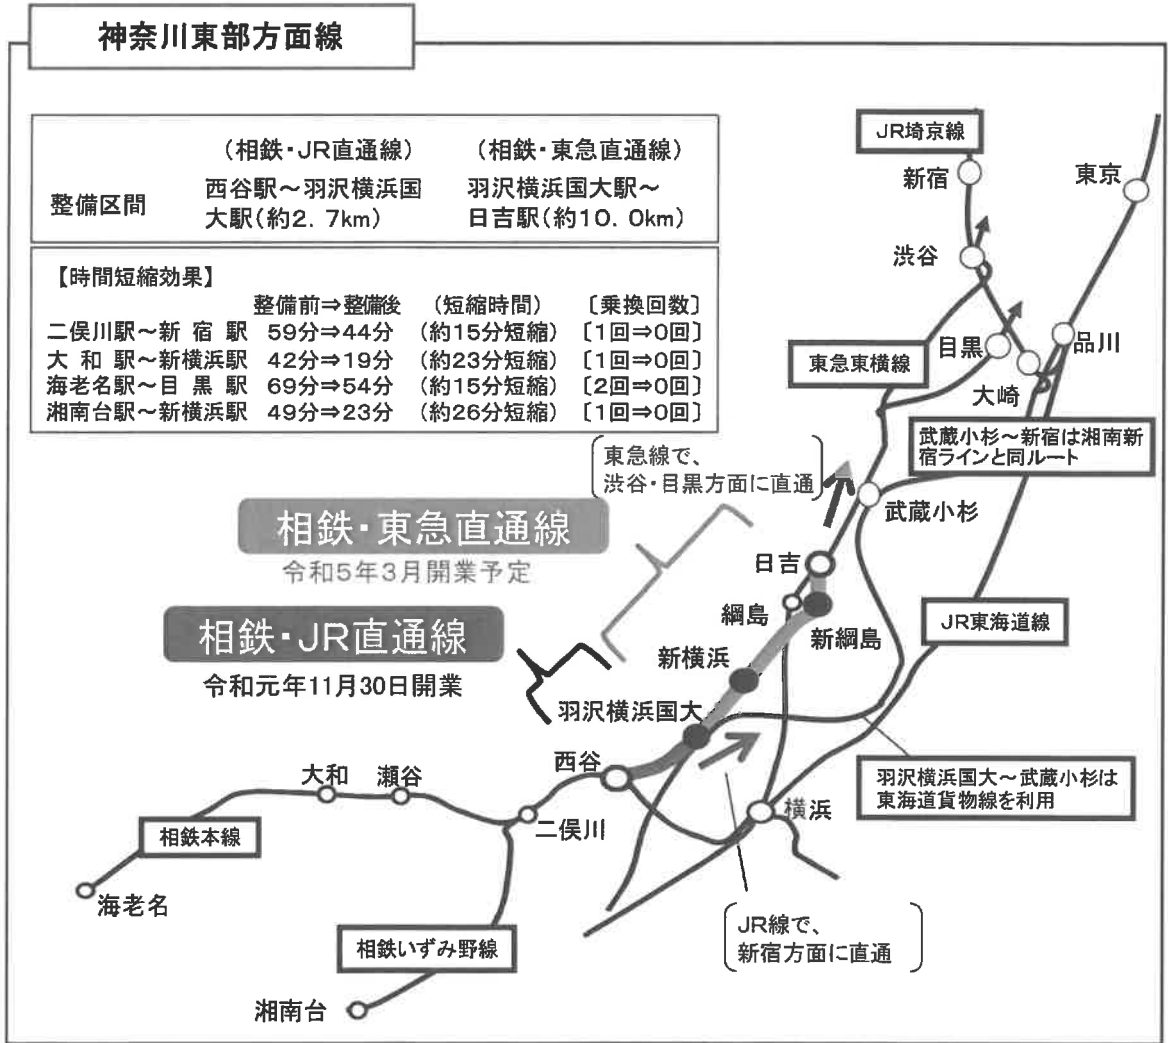 神奈川東部方面線
(相鉄・JR直通線) (相鉄・東急直通線)
整備区間
西谷駅～羽沢横浜国
大駅(約2.7km)
羽沢横浜国大駅～
日吉駅(約10.0km)
【時間短縮効果】
整備前⇒整備後 (短縮時間) 〔乗換回数〕
二俣川駅～新宿駅 59分⇒44分 (約15分短縮) 〔1回⇒0回〕
大和駅～新横浜駅 42分⇒19分 (約23分短縮) 〔1回⇒0回〕
海老名駅～目黒駅 69分⇒54分 (約15分短縮) 〔2回⇒0回〕
湘南台駅～新横浜駅 49分⇒23分 (約26分短縮) 〔1回⇒0回〕
JR埼京線
新宿
東京
渋谷
目黒
品川
東急東横線
大崎
武蔵小杉～新宿は湘南新
宿ラインと同ルート
東急線で、
渋谷・目黒方面に直通
武蔵小杉
相鉄・東急直通線
令和5年3月開業予定
日吉
綱島
新綱島
JR東海道線
相鉄・JR直通線
令和元年11月30日開業
新横浜
羽沢横浜国大
西谷
大和
瀬谷
二俣川
横浜
羽沢横浜国大～武蔵小杉は
東海道貨物線を利用
相鉄本線
海老名
JR線で、
新宿方面に直通
相鉄いずみ野線
湘南台